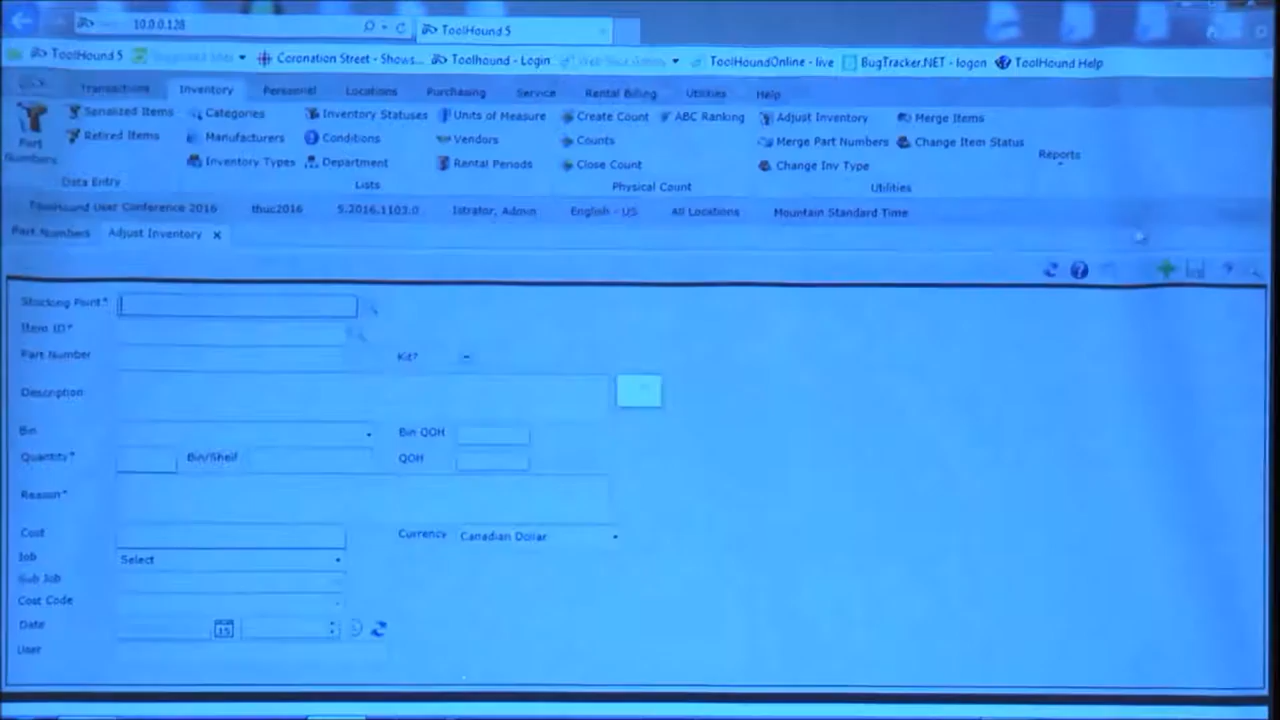 10.0.0.128 ToolHound 5
ToolHound 5 Coronation Street - Shows... Toolhound - Login ToolHoundOnline - live BugTracker.NET - logon ToolHound Help
Transactions Inventory Personnel Locations Purchasing Service Rental Billing Utilities Help
Part Numbers
Serialized Items Categories Inventory Statuses Units of Measure Create Count ABC Ranking Adjust Inventory Merge Items
Retired Items Manufacturers Conditions Vendors Counts Merge Part Numbers Change Item Status Reports
Inventory Types Department Rental Periods Close Count Change Inv Type
Data Entry Lists Physical Count Utilities
ToolHound User Conference 2016 thuc2016 5.2016.1103.0 Istrator, Admin English - US All Locations Mountain Standard Time
Part Numbers Adjust Inventory x
Stocking Point*
Item ID*
Part Number Kit?
Description
Bin Bin QOH
Quantity* Bin/Shelf QOH
Reason*
Cost Currency Canadian Dollar
Job Select
Sub Job
Cost Code
Date 15
User